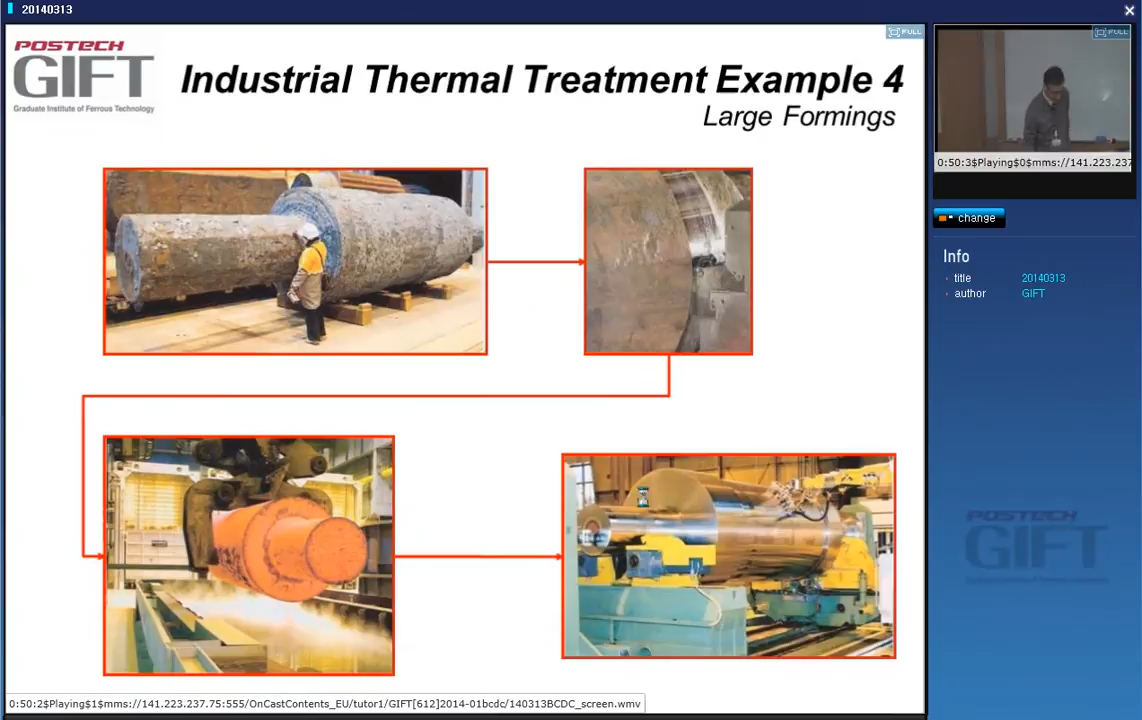 20140313
FULL
POSTECH
GIFT
Graduate Institute of Ferrous Technology
Industrial Thermal Treatment Example 4
Large Formings
0:50:2$Playing$1$mms://141.223.237.75:555/OnCastContents_EU/tutor1/GIFT[612]2014-01bcdc/140313BCDC_screen.wmv
FULL
0:50:3$Playing$0$mms://141.223.237
change
Info
title 20140313
author GIFT
POSTECH
GIFT